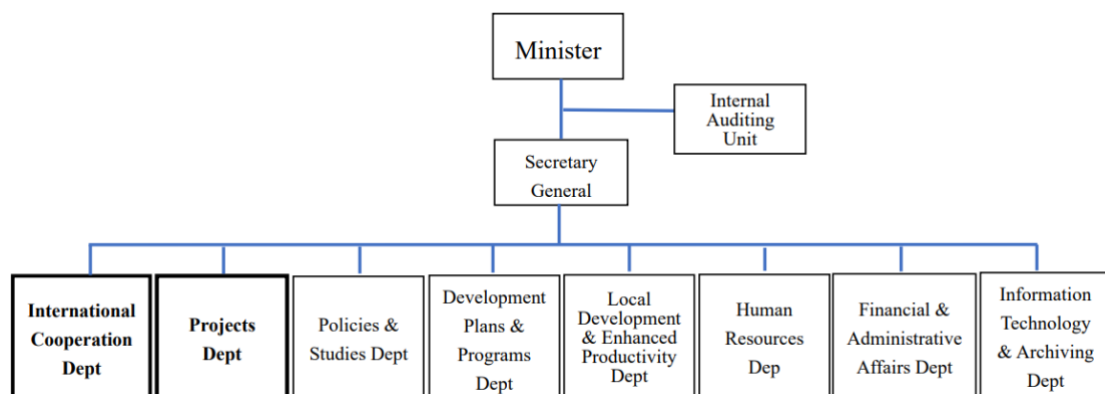 Minister
Internal
Auditing
Unit
Secretary
General
International
Cooperation
Dept
Projects
Dept
Policies &
Studies Dept
Development
Plans &
Programs
Dept
Local
Development
& Enhanced
Productivity
Dept
Human
Resources
Dep
Financial &
Administrative
Affairs Dept
Information
Technology
& Archiving
Dept